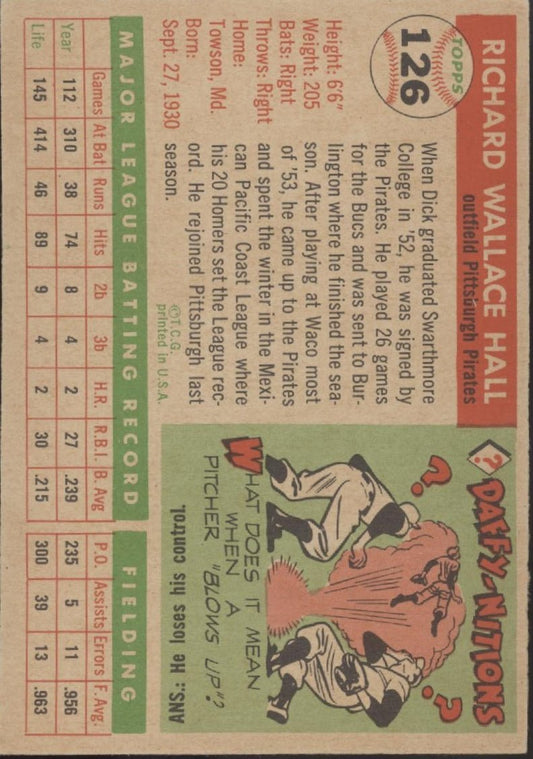 TOPPS
126
RICHARD WALLACE HALL
outfield Pittsburgh Pirates
Height: 6'6"
Weight: 205
Bats: Right
Throws: Right
Home:
Towson, Md.
Born:
Sept. 27, 1930
When Dick graduated Swarthmore
College in '52, he was signed by
the Pirates. He played 26 games
for the Bucs and was sent to Bur-
lington where he finished the sea-
son. After playing at Waco most
of '53, he came up to the Pirates
and spent the winter in the Mexi-
can Pacific Coast League where
his 20 Homers set the League rec-
ord. He rejoined Pittsburgh last
season.
©T.C.G.
printed in U.S.A.
?
DAFFY-NITIONS
?
?
WHAT DOES IT MEAN
WHEN A
PITCHER "BLOWS UP"?
ANS.: He loses his control.
MAJOR LEAGUE BATTING RECORD FIELDING
Games At Bat Runs Hits 2b 3b H.R. R.B.I. B. Avg P.O. Assists Errors F. Avg.
Year 112 310 38 74 8 4 2 27 .239 235 5 11 .956
Life 145 414 46 89 9 4 2 30 .215 300 39 13 .963